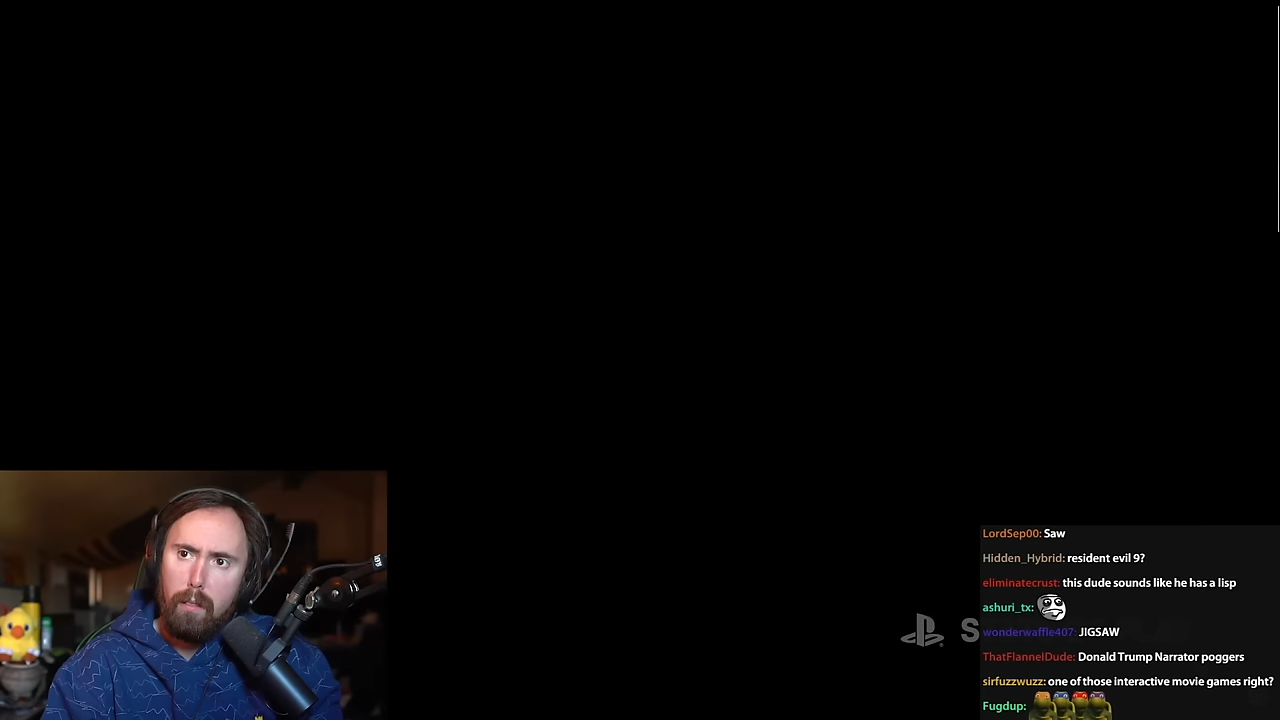 LordSep00: Saw
Hidden_Hybrid: resident evil 9?
eliminatecrust: this dude sounds like he has a lisp
ashuri_tx:
S
wonderwaffle407: JIGSAW
ThatFlannelDude: Donald Trump Narrator poggers
sirfuzzwuzz: one of those interactive movie games right?
Fugdup: